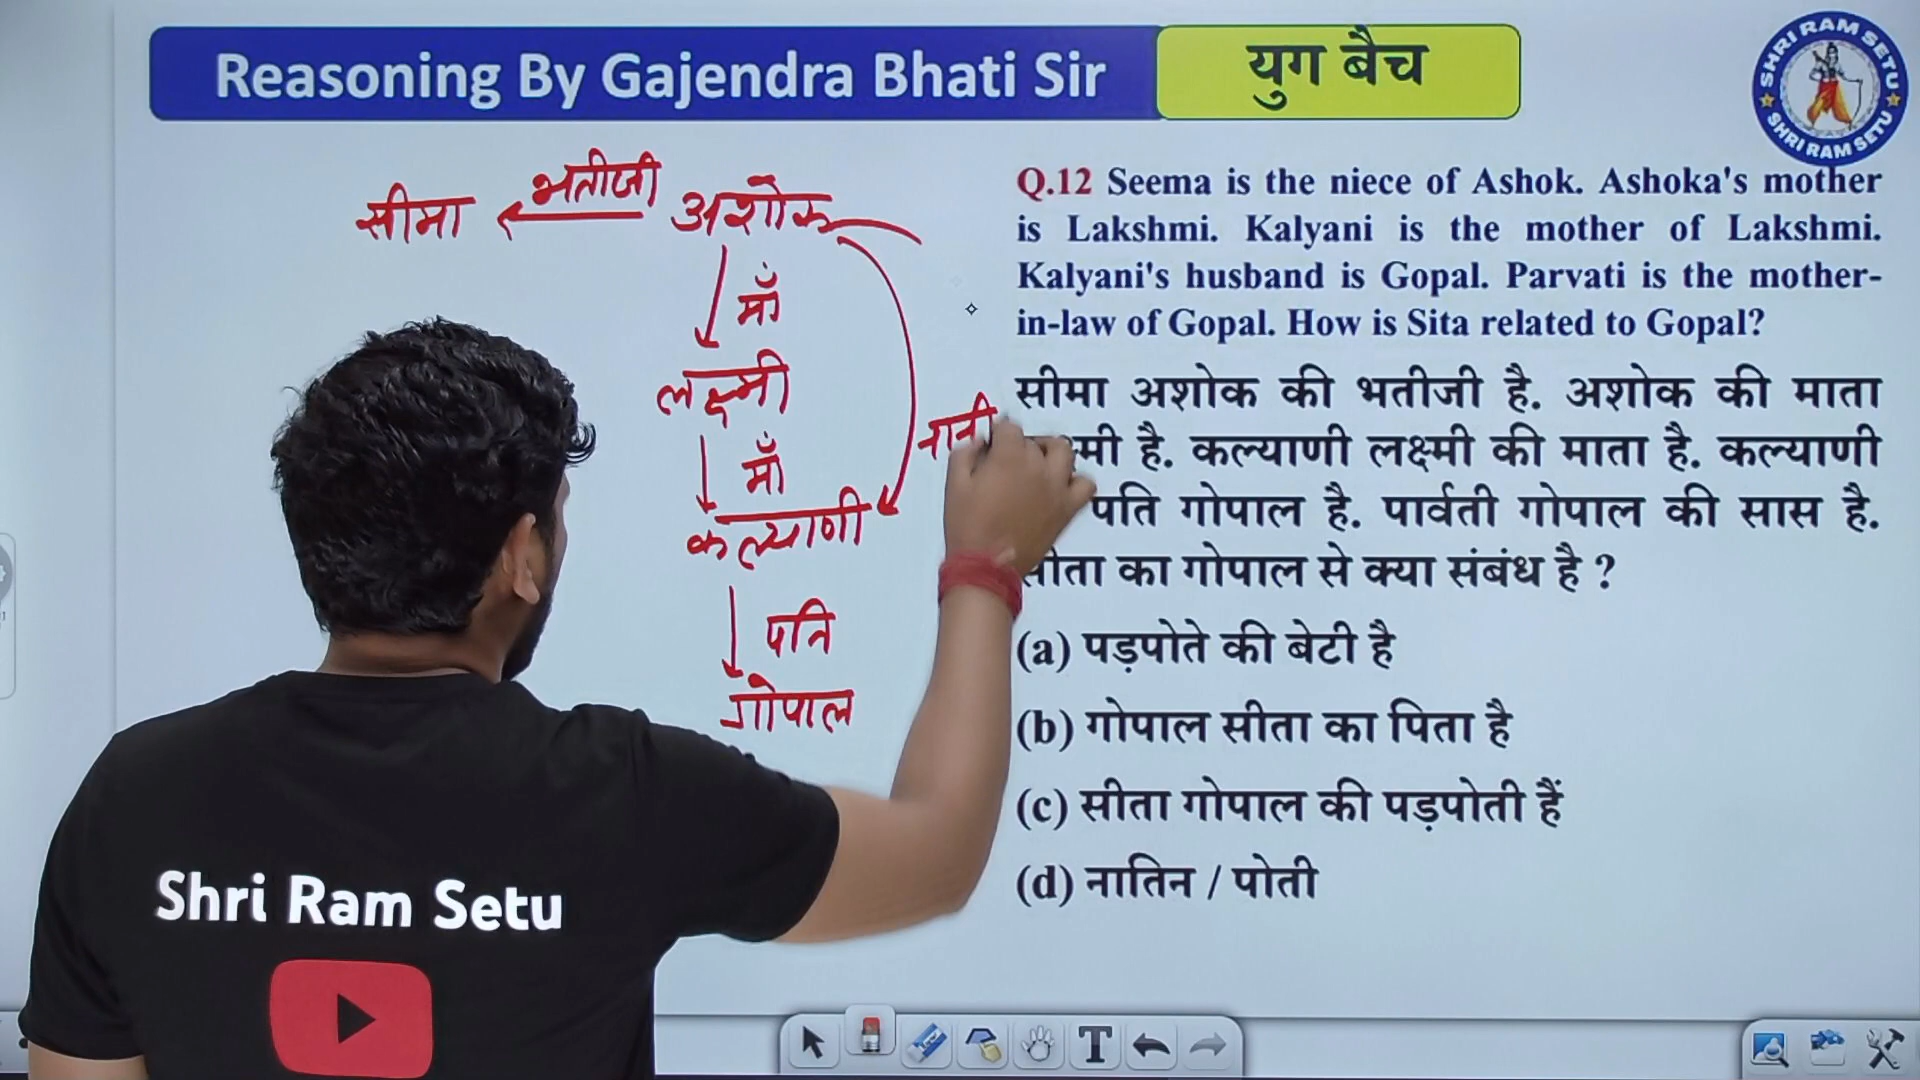 Reasoning By Gajendra Bhati Sir
युग बैच
SHRI RAM SETU
SHRI RAM SETU
सीमा भतीजी अशोक
माँ
लक्ष्मी
माँ
कल्याणी
पति
गोपाल
Q.12 Seema is the niece of Ashok. Ashoka's mother
is Lakshmi. Kalyani is the mother of Lakshmi.
Kalyani's husband is Gopal. Parvati is the mother-
in-law of Gopal. How is Sita related to Gopal?
सीमा अशोक की भतीजी है. अशोक की माता
है. कल्याणी लक्ष्मी की माता है. कल्याणी
पति गोपाल है. पार्वती गोपाल की सास है.
सीता का गोपाल से क्या संबंध है ?
(a) पड़पोते की बेटी है
(b) गोपाल सीता का पिता है
(c) सीता गोपाल की पड़पोती हैं
(d) नातिन / पोती
Shri Ram Setu
T